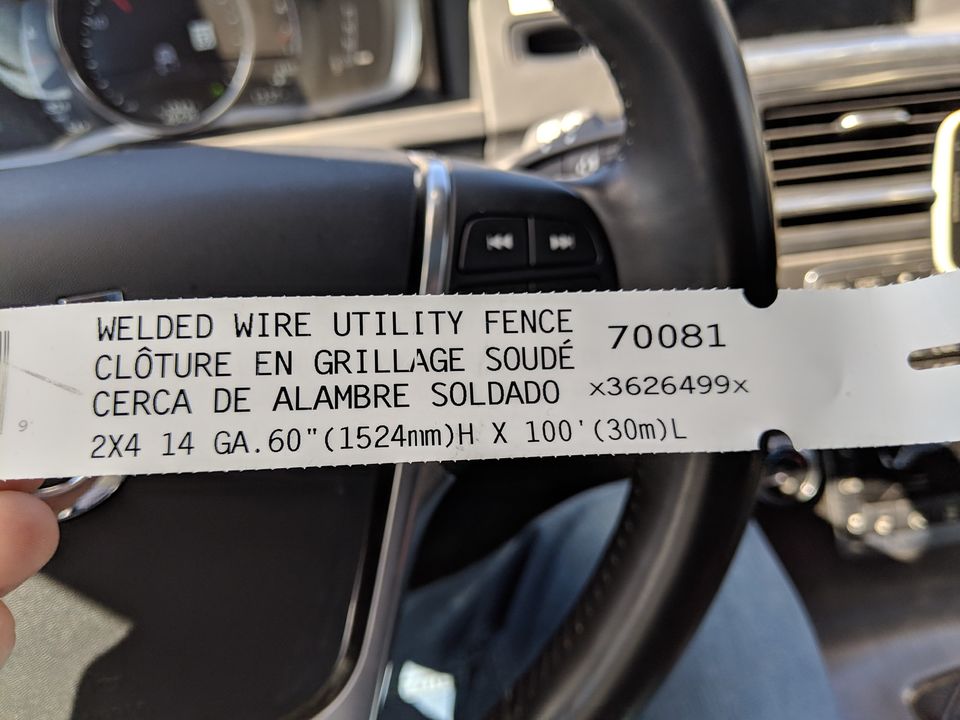 WELDED WIRE UTILITY FENCE
CLÔTURE EN GRILLAGE SOUDÉ
CERCA DE ALAMBRE SOLDADO
2X4 14 GA.60"(1524mm)H X 100'(30m)L
70081
x3626499x
9